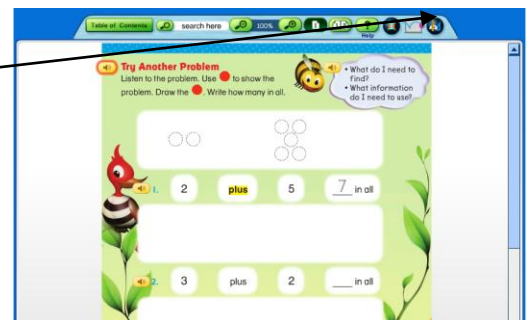 Table of Contents
search here
100%
Help
Try Another Problem
Listen to the problem. Use to show the
problem. Draw the . Write how many in all.
• What do I need to
find?
• What information
do I need to use?
1. 2 plus 5 7 in all
2. 3 plus 2 ___ in all